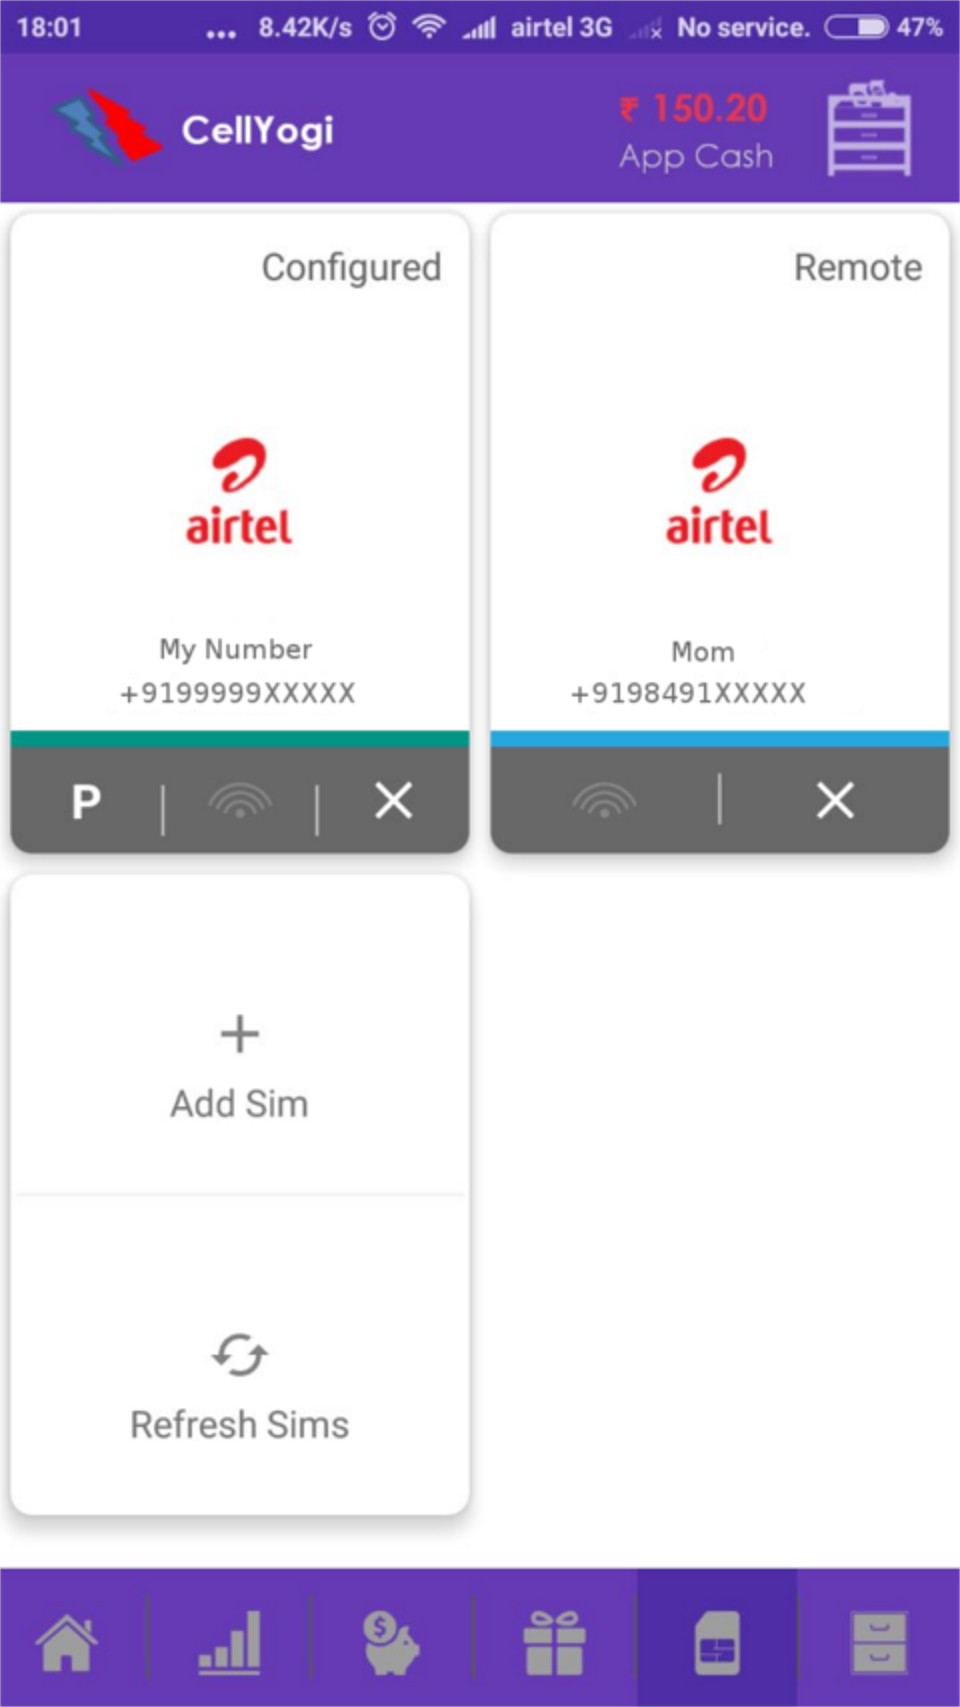 18:01 ... 8.42K/s airtel 3G No service. 47%
CellYogi
₹ 150.20
App Cash
Configured
airtel
My Number
+9199999XXXXX
P
Remote
airtel
Mom
+9198491XXXXX
Add Sim
Refresh Sims